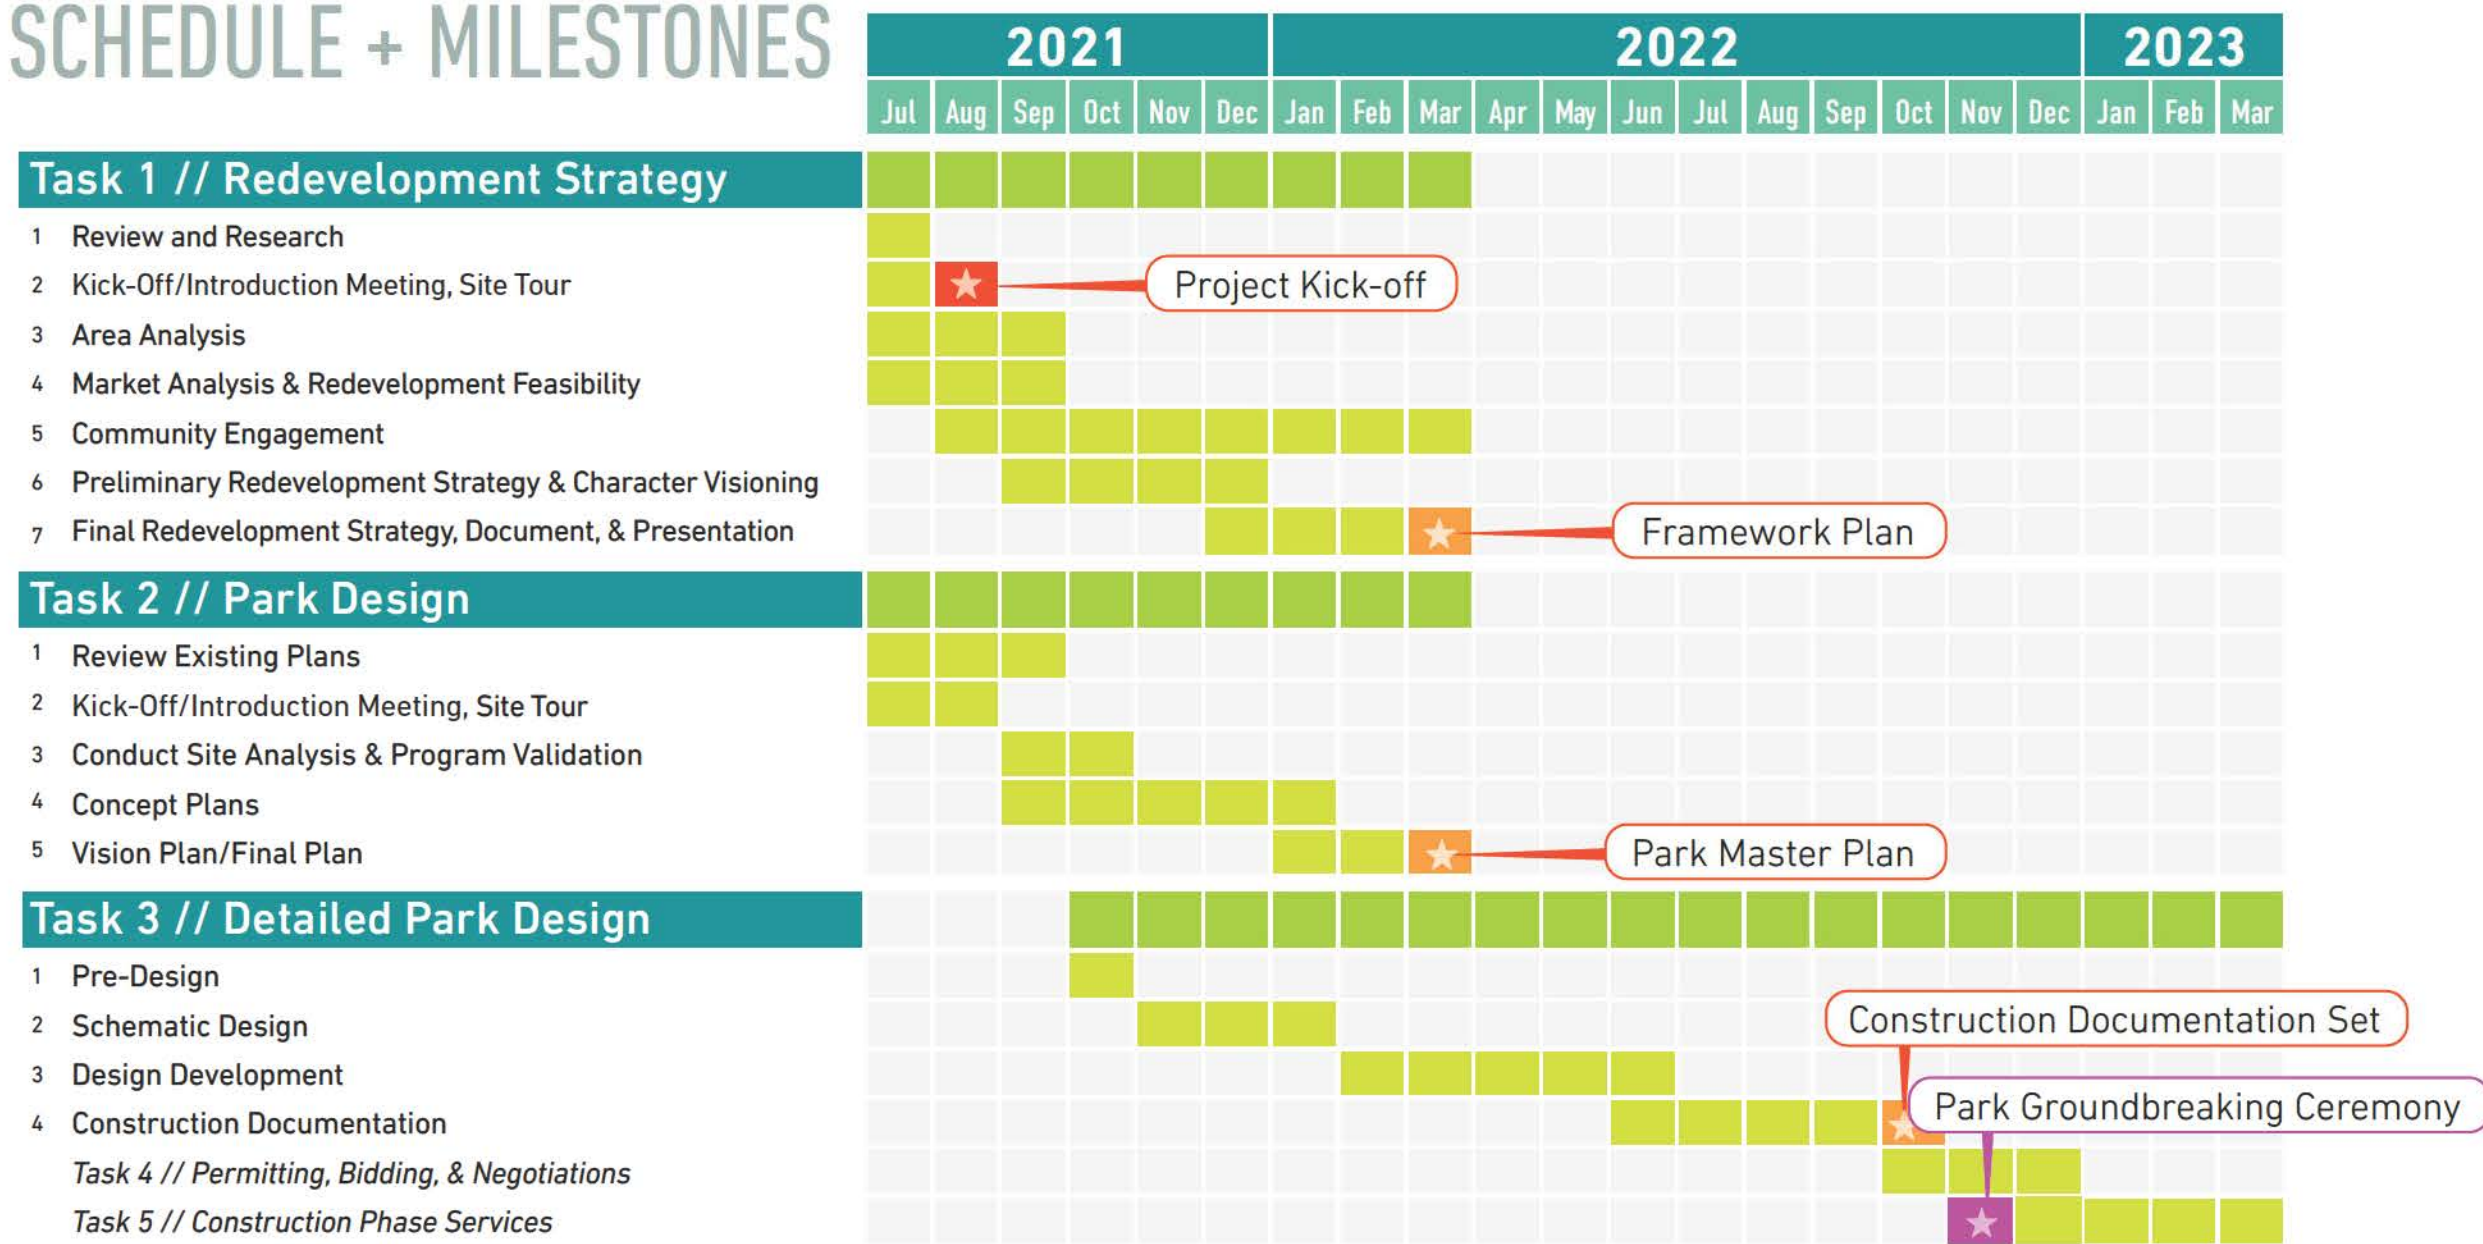 SCHEDULE + MILESTONES
2021 2022 2023
Jul Aug Sep Oct Nov Dec Jan Feb Mar Apr May Jun Jul Aug Sep Oct Nov Dec Jan Feb Mar
Task 1 // Redevelopment Strategy
1 Review and Research
2 Kick-Off/Introduction Meeting, Site Tour
Project Kick-off
3 Area Analysis
4 Market Analysis & Redevelopment Feasibility
5 Community Engagement
6 Preliminary Redevelopment Strategy & Character Visioning
7 Final Redevelopment Strategy, Document, & Presentation
Framework Plan
Task 2 // Park Design
1 Review Existing Plans
2 Kick-Off/Introduction Meeting, Site Tour
3 Conduct Site Analysis & Program Validation
4 Concept Plans
5 Vision Plan/Final Plan
Park Master Plan
Task 3 // Detailed Park Design
1 Pre-Design
2 Schematic Design
Construction Documentation Set
3 Design Development
4 Construction Documentation
Park Groundbreaking Ceremony
Task 4 // Permitting, Bidding, & Negotiations
Task 5 // Construction Phase Services